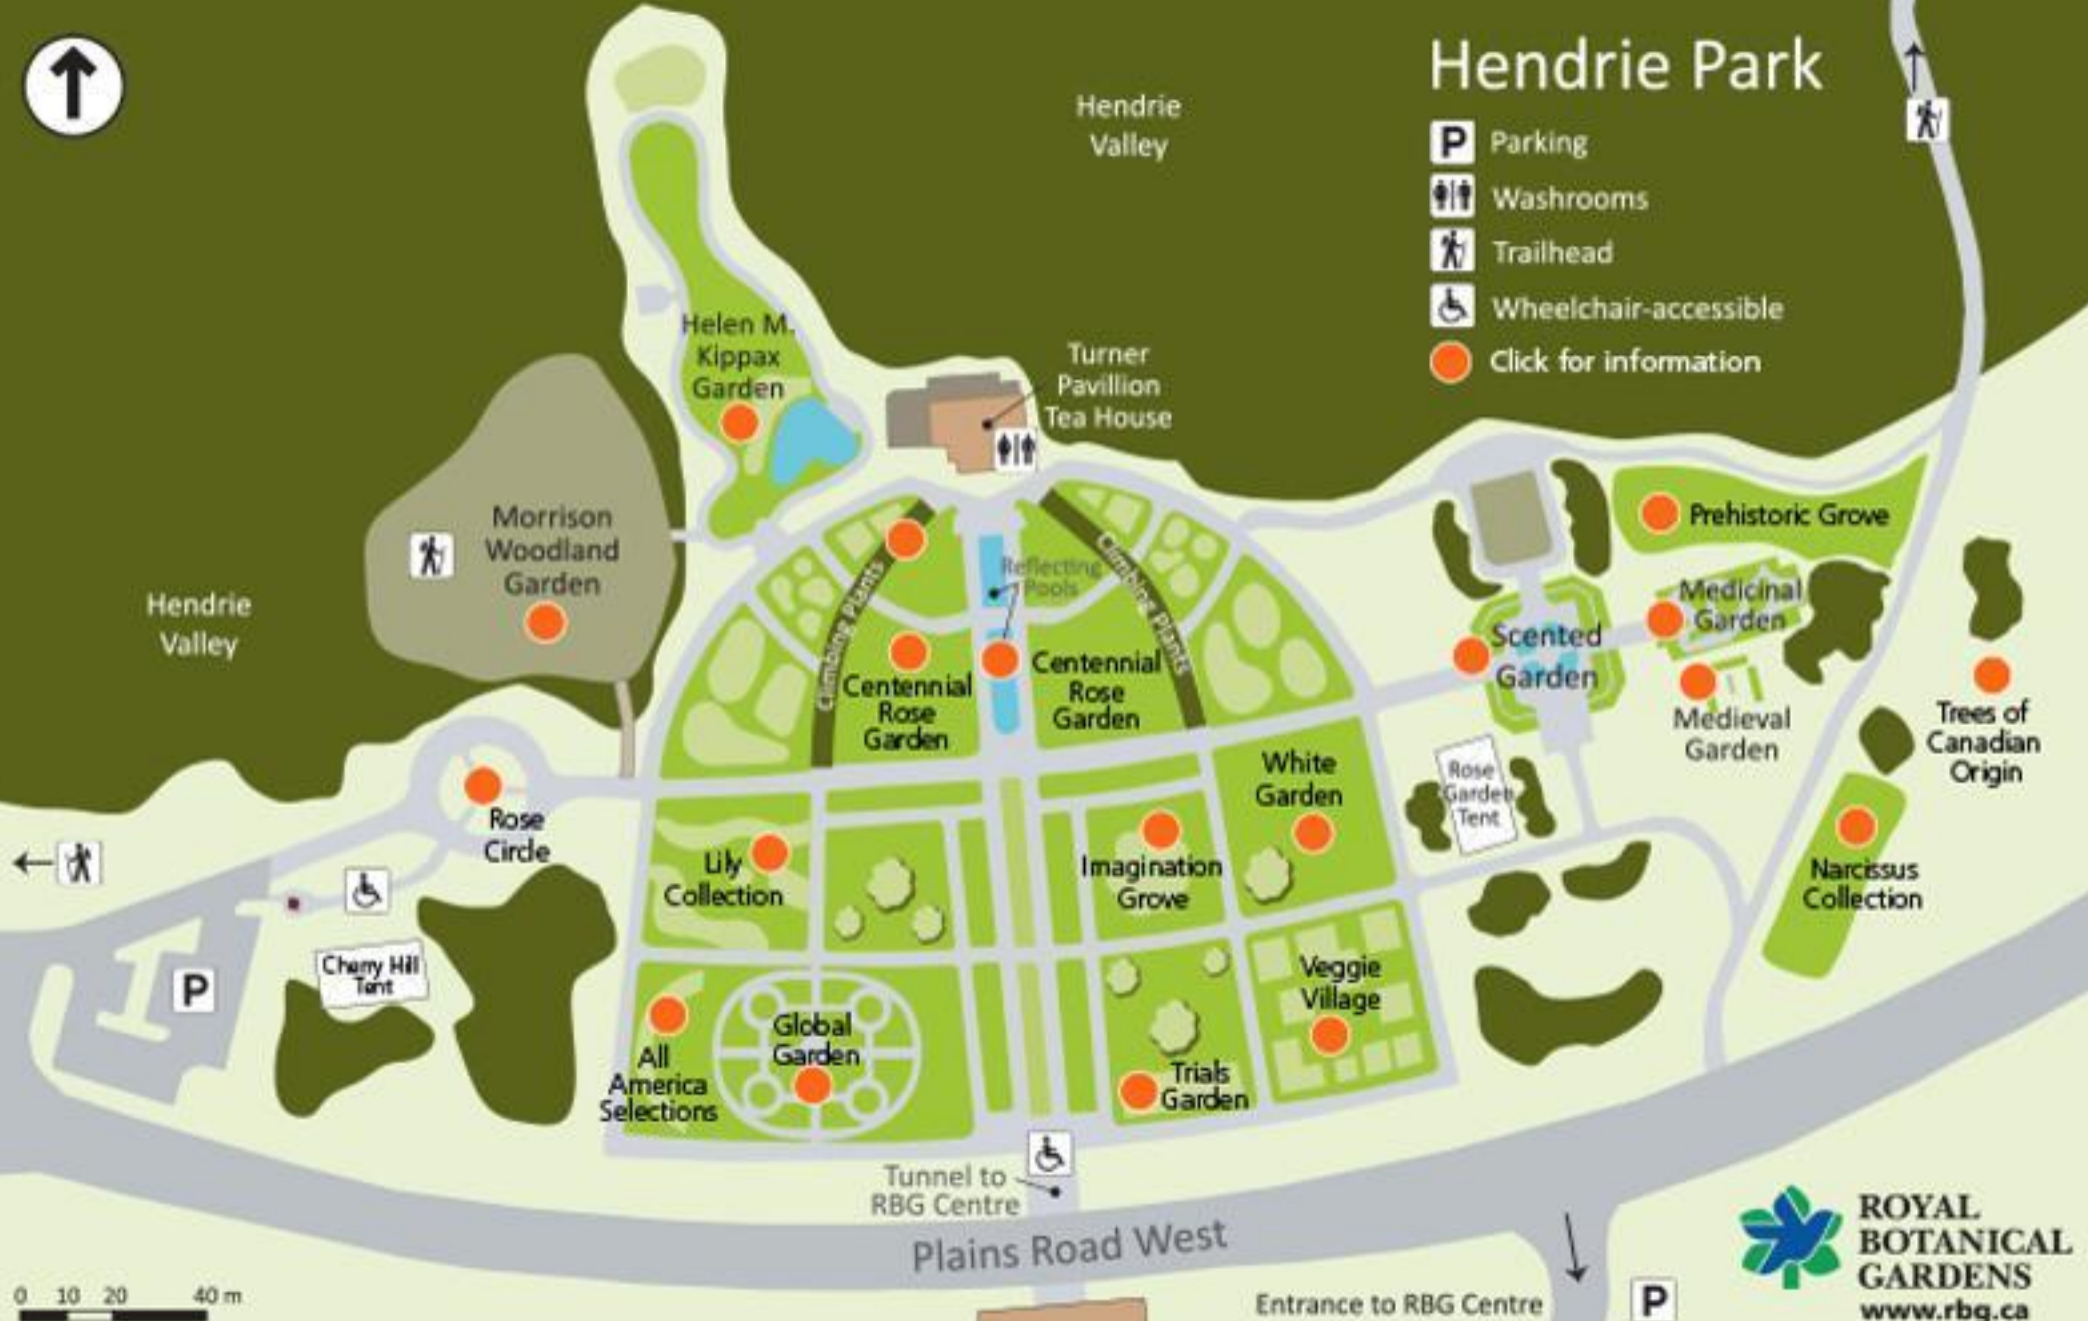 Hendrie Park
P Parking
Washrooms
Trailhead
Wheelchair-accessible
Click for information
Hendrie
Valley
Helen M.
Kippax
Garden
Turner
Pavillion
Tea House
Morrison
Woodland
Garden
Hendrie
Valley
Climbing Plants
Reflecting
Pools
Climbing Plants
Centennial
Rose
Garden
Centennial
Rose
Garden
Prehistoric Grove
Medicinal
Garden
Scented
Garden
Medieval
Garden
Trees of
Canadian
Origin
Rose
Garden
Tent
White
Garden
Rose
Circle
Lily
Collection
Imagination
Grove
Narcissus
Collection
Cherry Hill
Tent
P
All
America
Selections
Global
Garden
Trials
Garden
Veggie
Village
Tunnel to
RBG Centre
Plains Road West
Entrance to RBG Centre
P
0 10 20 40 m
ROYAL
BOTANICAL
GARDENS
www.rbg.ca